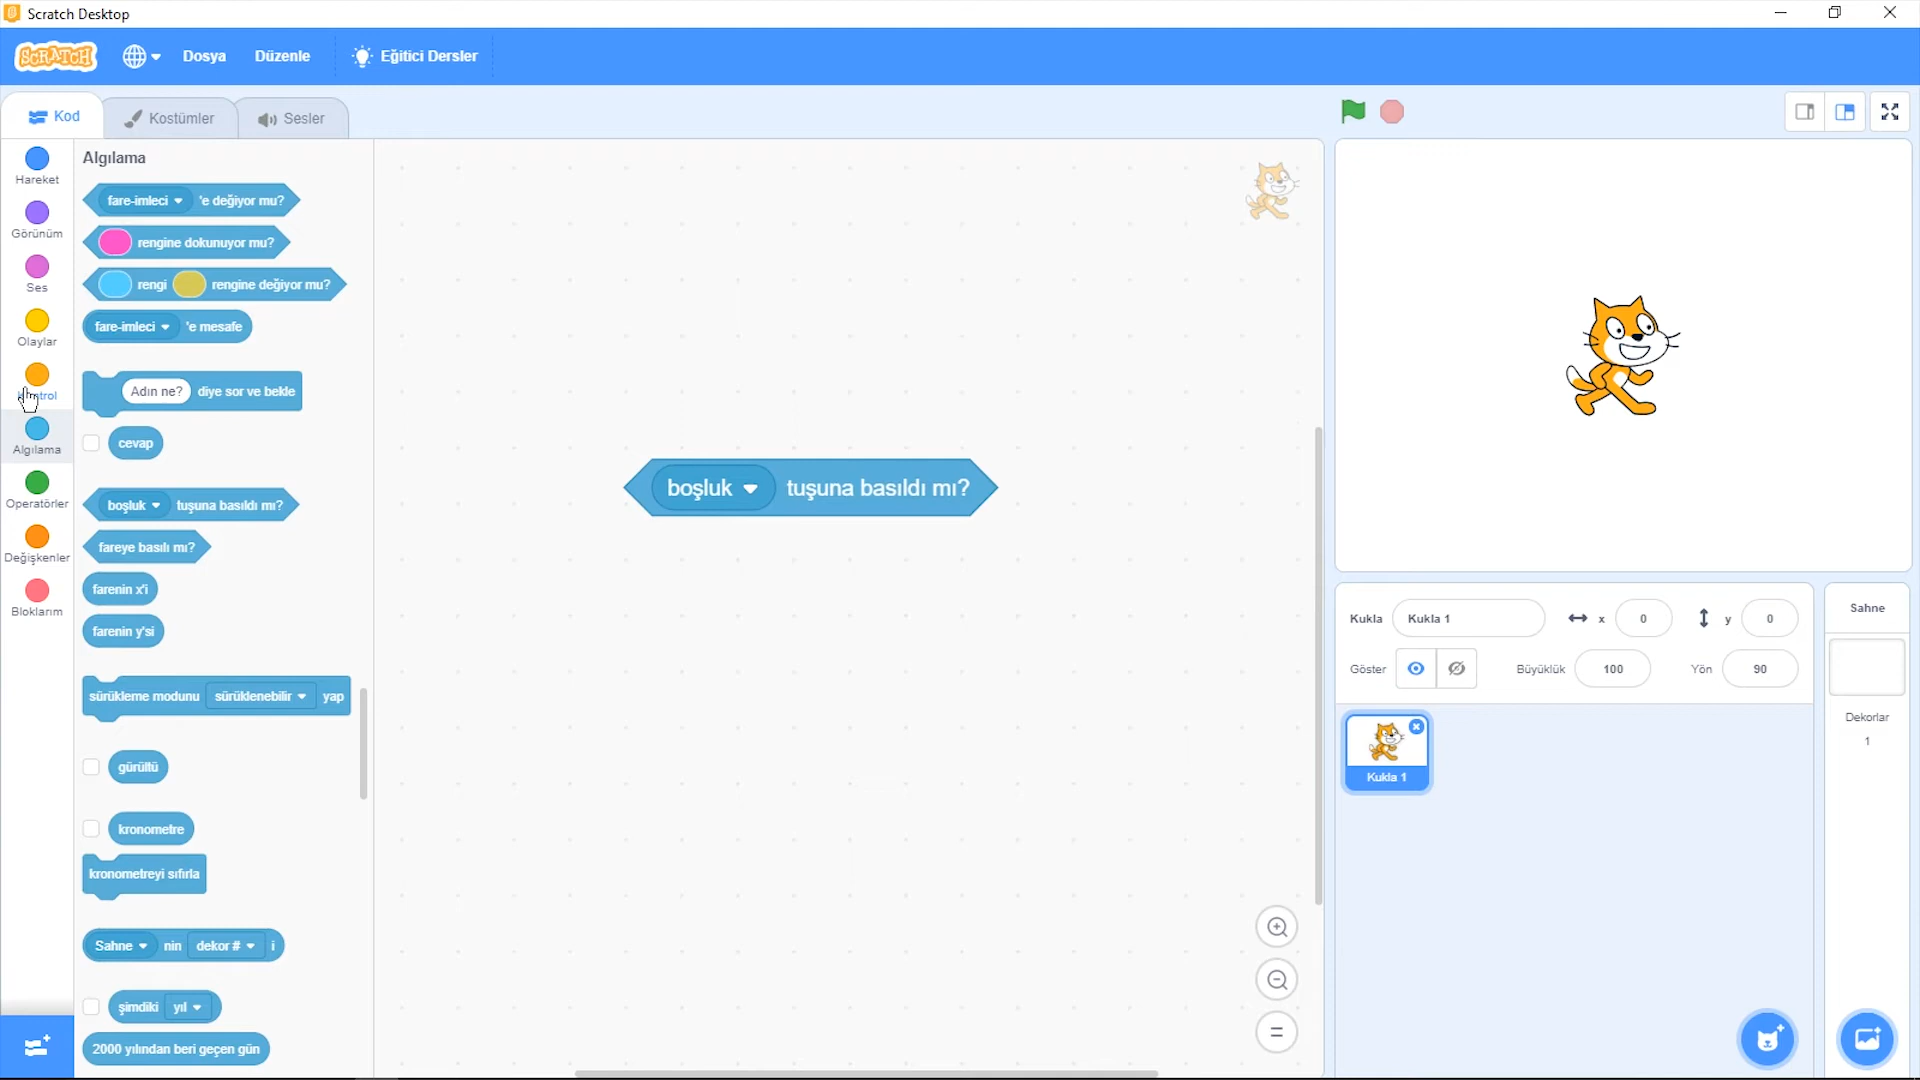 Scratch Desktop
SCRATCH
Dosya
Düzenle
Eğitici Dersler
Kod
Kostümler
Sesler
Hareket
Görünüm
Ses
Olaylar
Algılama
Operatörler
Değişkenler
Bloklarım
Algılama
fare-imleci 'e değiyor mu?
rengine dokunuyor mu?
rengi rengine değiyor mu?
fare-imleci 'e mesafe
Adın ne? diye sor ve bekle
cevap
boşluk tuşuna basıldı mı?
fareye basılı mı?
farenin x'i
farenin y'si
sürükleme modunu sürüklenebilir yap
gürültü
kronometre
kronometreyi sıfırla
Sahne nin dekor # i
şimdiki yıl
2000 yılından beri geçen gün
boşluk tuşuna basıldı mı?
Kukla Kukla 1 x 0 y 0
Göster Büyüklük 100 Yön 90
Kukla 1
Sahne
Dekorlar
1